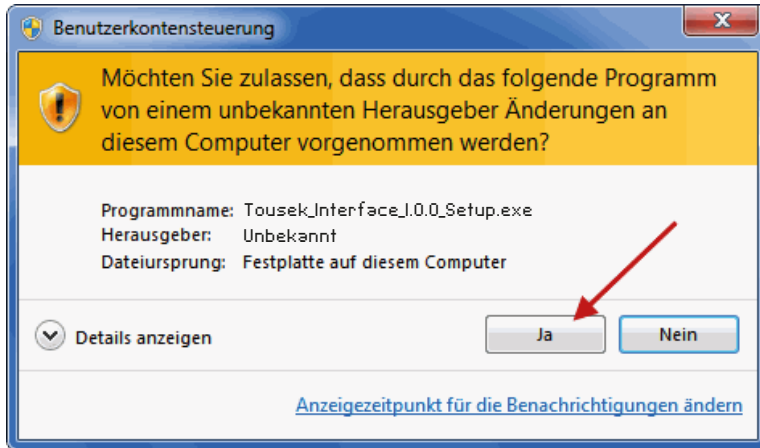 Benutzerkontensteuerung
Möchten Sie zulassen, dass durch das folgende Programm
von einem unbekannten Herausgeber Änderungen an
diesem Computer vorgenommen werden?
Programmname: Tousek_Interface_1.0.0_Setup.exe
Herausgeber: Unbekannt
Dateiursprung: Festplatte auf diesem Computer
Details anzeigen
Ja
Nein
Anzeigezeitpunkt für die Benachrichtigungen ändern